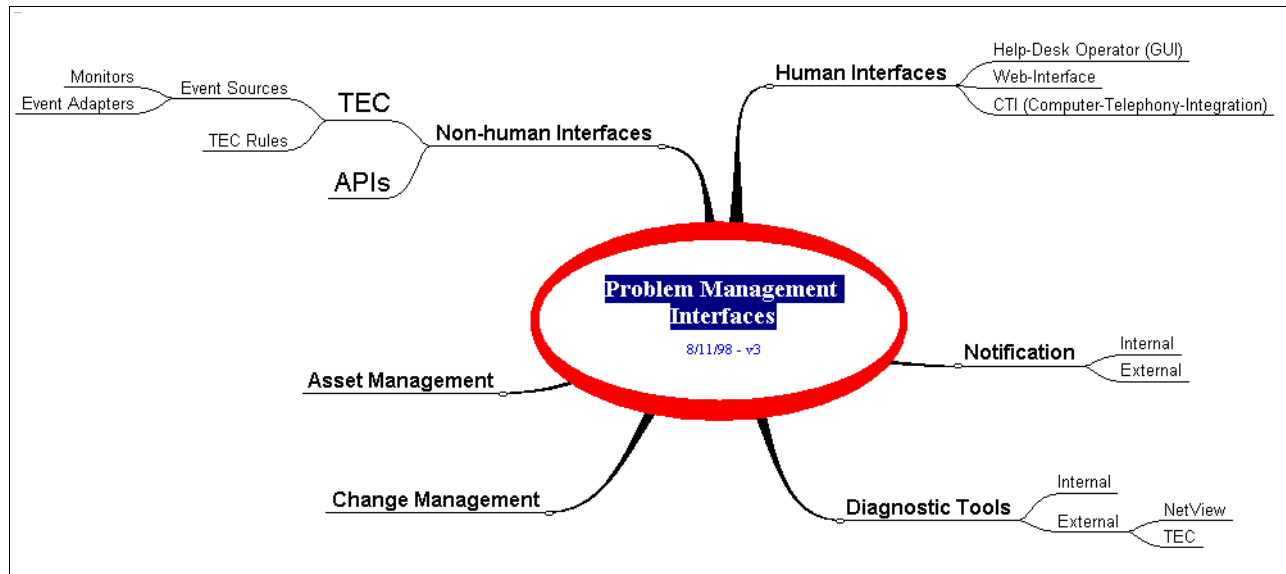 Human Interfaces
Help-Desk Operator (GUI)
Web-Interface
CTI (Computer-Telephony-Integration)
Monitors
Event Adapters
Event Sources
TEC Rules
TEC
APIs
Non-human Interfaces
Problem Management
Interfaces
8/11/98 - v3
Notification
Internal
External
Asset Management
Change Management
Diagnostic Tools
Internal
External
NetView
TEC